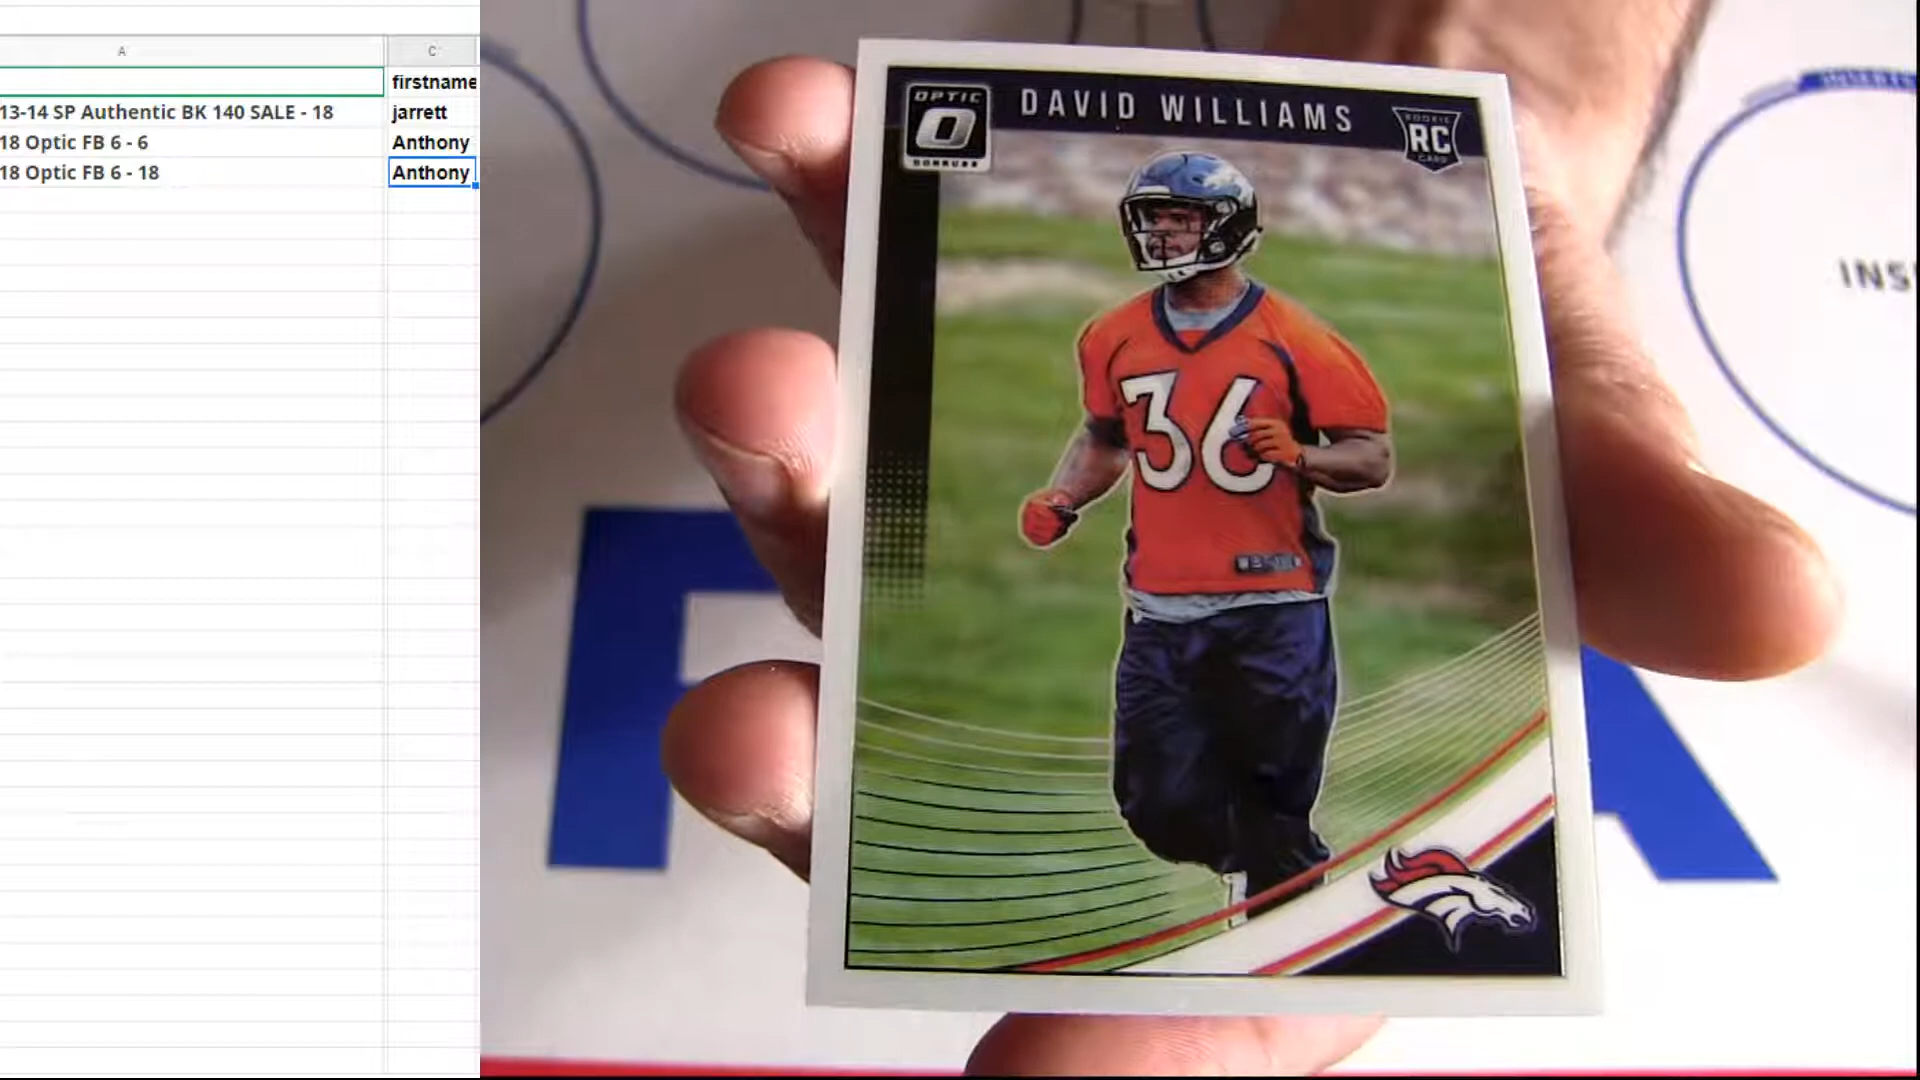 A
C
firstname
13-14 SP Authentic BK 140 SALE - 18
jarrett
18 Optic FB 6 - 6
Anthony
18 Optic FB 6 - 18
Anthony
OPTIC
DONRUSS
DAVID WILLIAMS
ROOKIE
RC
CARD
36
INSERTS
INS